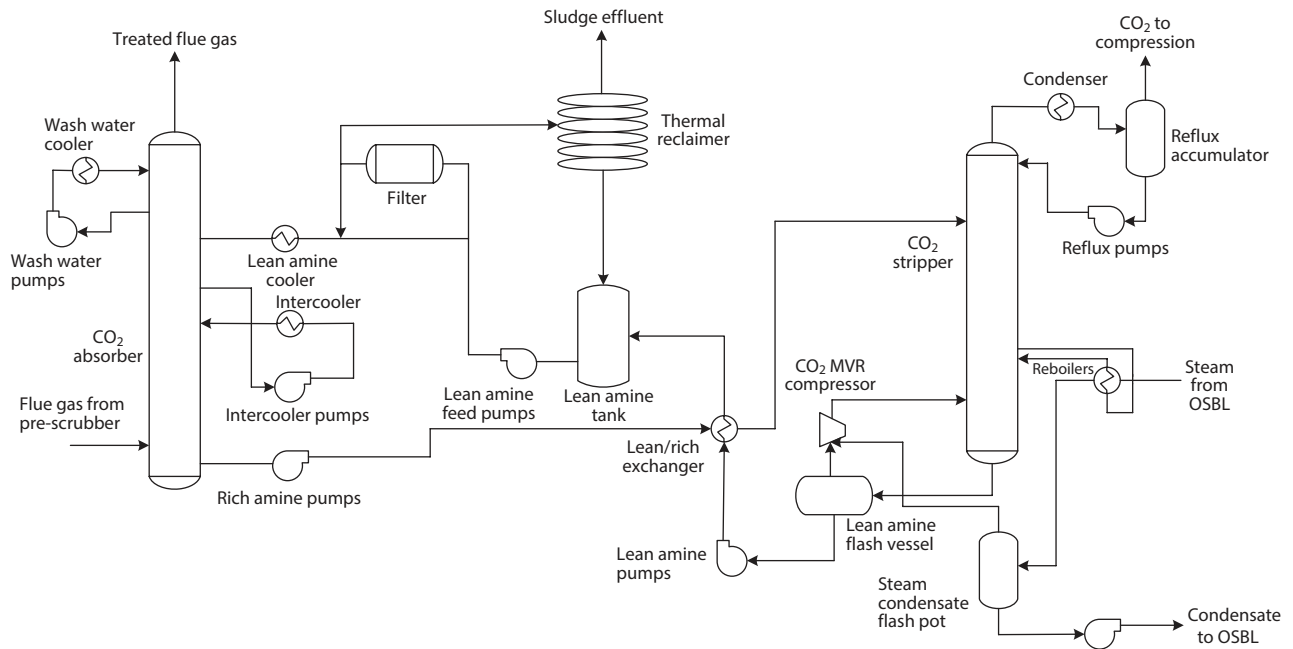 Sludge effluent
Treated flue gas
CO₂ to
compression
Condenser
Wash water
cooler
Thermal
reclaimer
Reflux
accumulator
Filter
Wash water
pumps
Lean amine
cooler
CO₂
stripper
Reflux pumps
Intercooler
CO₂
absorber
CO₂ MVR
compressor
Reboilers
Steam
from
OSBL
Flue gas from
pre-scrubber
Intercooler pumps
Lean amine
feed pumps
Lean amine
tank
Lean/rich
exchanger
Rich amine pumps
Lean amine
flash vessel
Lean amine
pumps
Steam
condensate
flash pot
Condensate
to OSBL